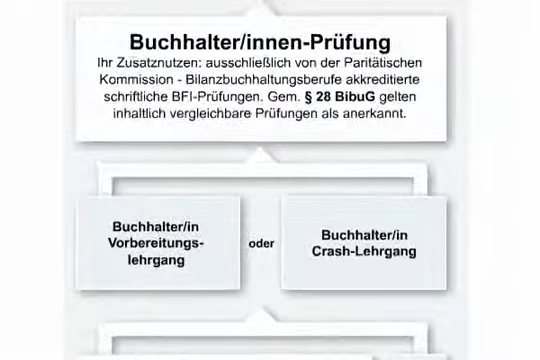 Buchhalter/innen-Prüfung
Ihr Zusatznutzen: ausschließlich von der Paritätischen
Kommission - Bilanzbuchhaltungsberufe akkreditierte
schriftliche BFI-Prüfungen. Gem. § 28 BibuG gelten
inhaltlich vergleichbare Prüfungen als anerkannt.
Buchhalter/in
Vorbereitungs-
lehrgang
oder
Buchhalter/in
Crash-Lehrgang